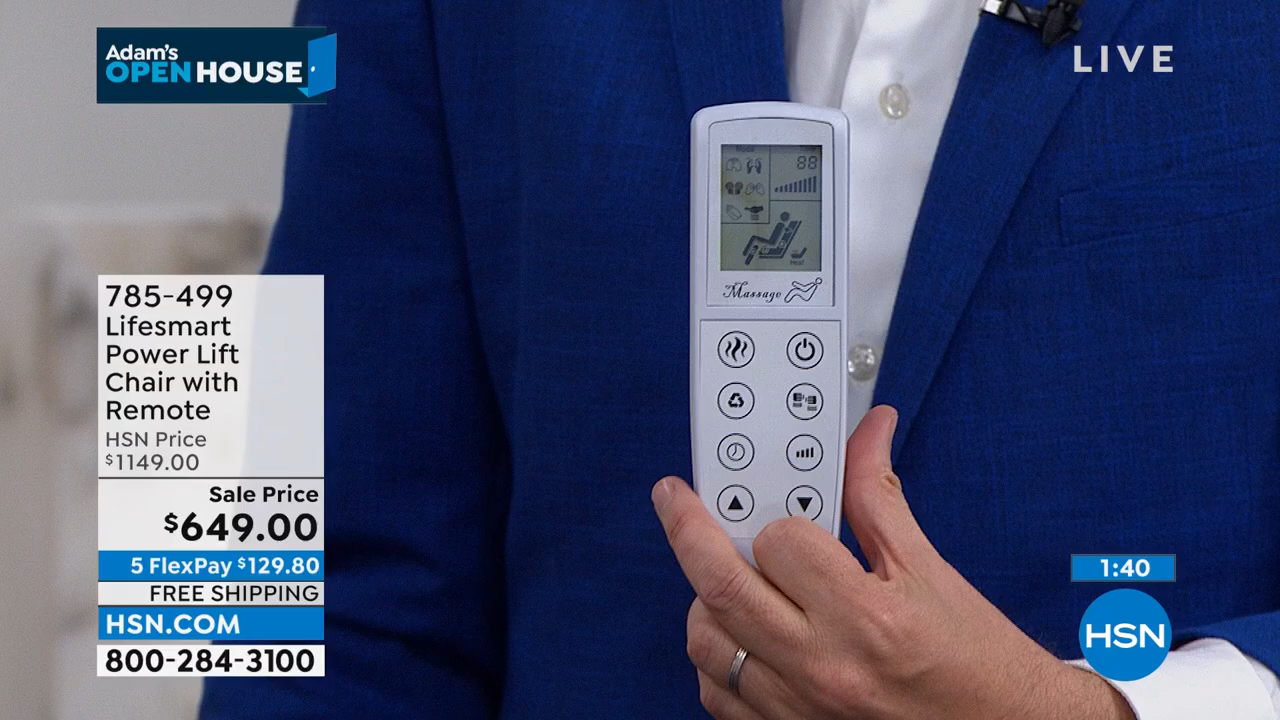 Adam's
OPEN HOUSE
LIVE
785-499
Lifesmart
Power Lift
Chair with
Remote
HSN Price
$1149.00
Sale Price
$649.00
5 FlexPay $129.80
FREE SHIPPING
HSN.COM
800-284-3100
88
Heat
Massage
1:40
HSN